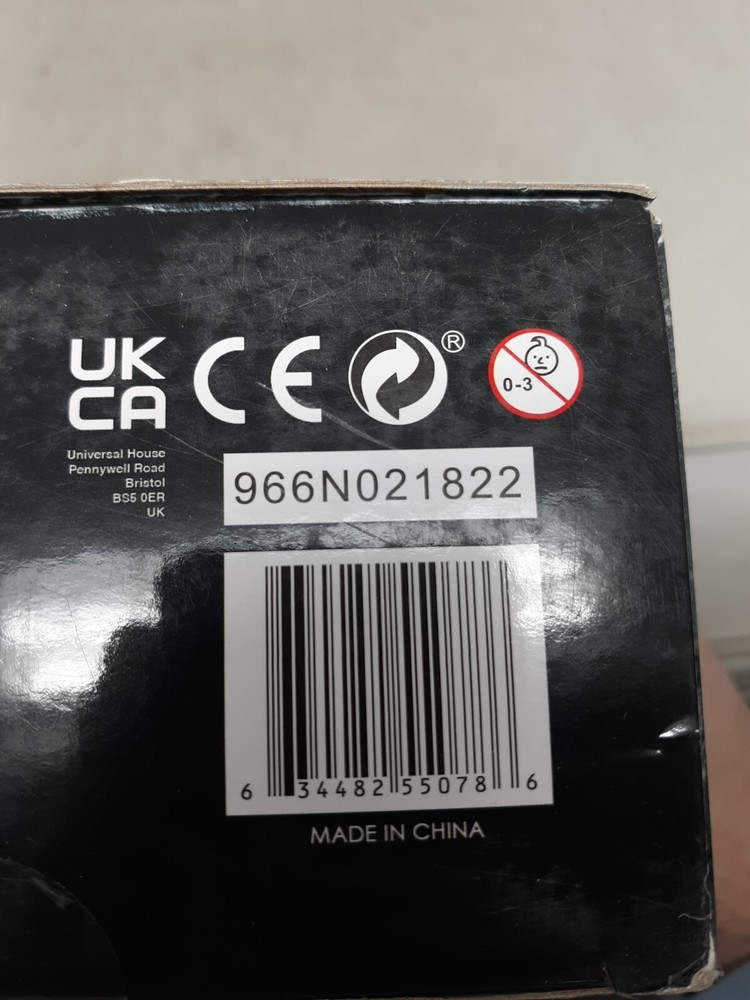 UK CE ®
CA
0-3
Universal House
Pennywell Road
Bristol
BS5 0ER
UK
966N021822
6 34482 55078 6
MADE IN CHINA